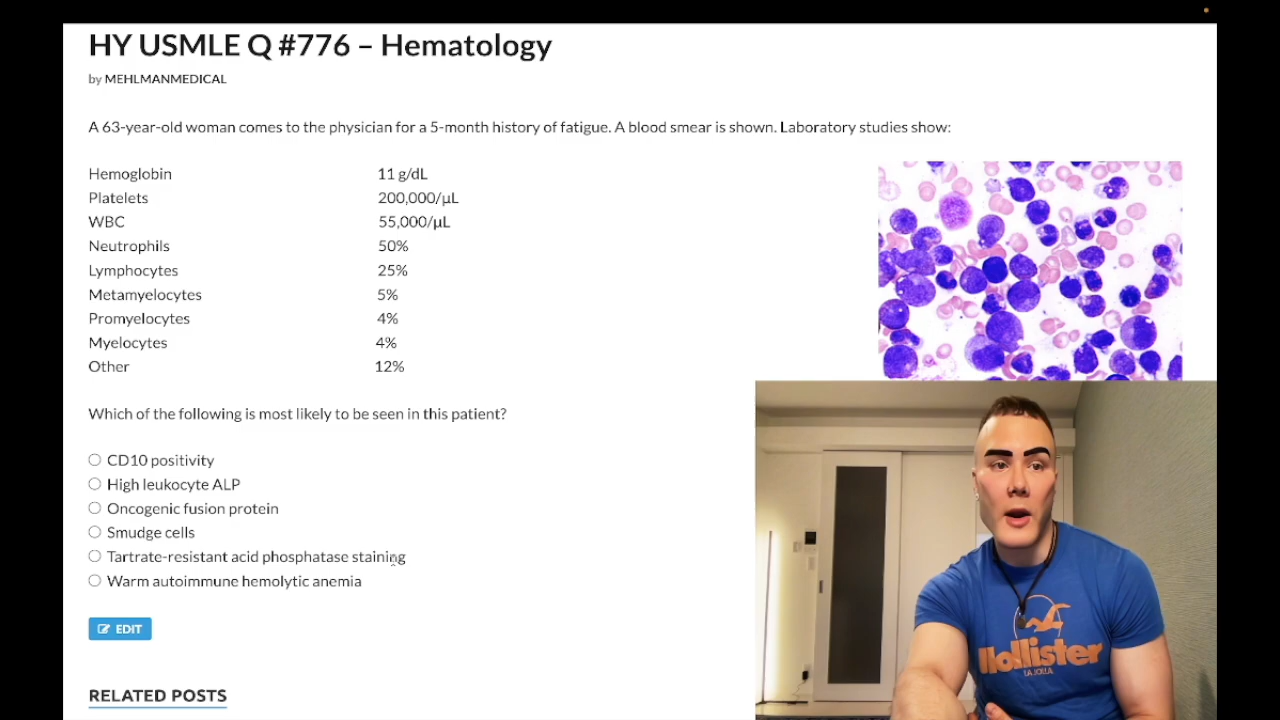 HY USMLE Q #776 – Hematology
by MEHLMANMEDICAL
A 63-year-old woman comes to the physician for a 5-month history of fatigue. A blood smear is shown. Laboratory studies show:
Hemoglobin 11 g/dL
Platelets 200,000/µL
WBC 55,000/µL
Neutrophils 50%
Lymphocytes 25%
Metamyelocytes 5%
Promyelocytes 4%
Myelocytes 4%
Other 12%
Which of the following is most likely to be seen in this patient?
CD10 positivity
High leukocyte ALP
Oncogenic fusion protein
Smudge cells
Tartrate-resistant acid phosphatase staining
Warm autoimmune hemolytic anemia
EDIT
RELATED POSTS
Hollister
LA JOLLA